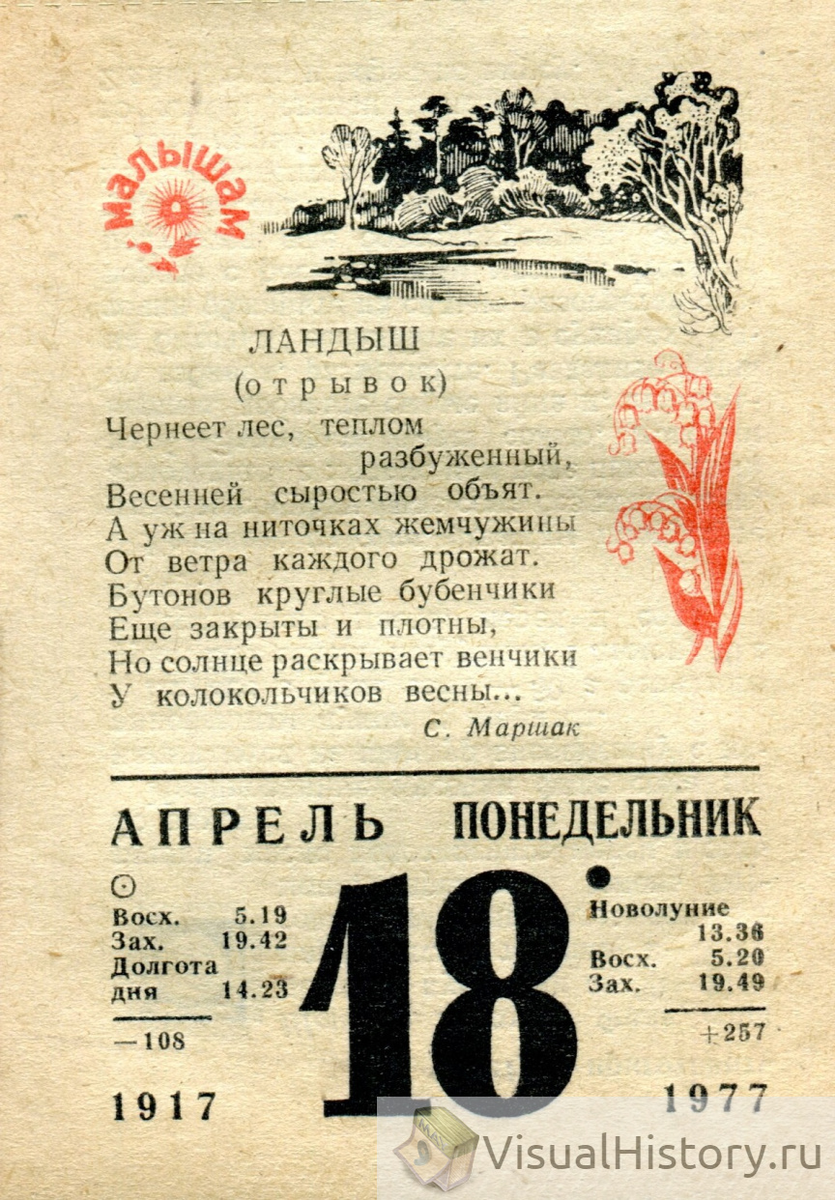 малышам
ЛАНДЫШ
(отрывок)
Чернеет лес, теплом
разбуженный,
Весенней сыростью объят.
А уж на ниточках жемчужины
От ветра каждого дрожат.
Бутонов круглые бубенчики
Еще закрыты и плотны,
Но солнце раскрывает венчики
У колокольчиков весны...
С. Маршак
АПРЕЛЬ ПОНЕДЕЛЬНИК
18
Восх. 5.19
Зах. 19.42
Долгота
дня 14.23
—108
Новолуние
13.36
Восх. 5.20
Зах. 19.49
+257
1917 1977
VisualHistory.ru